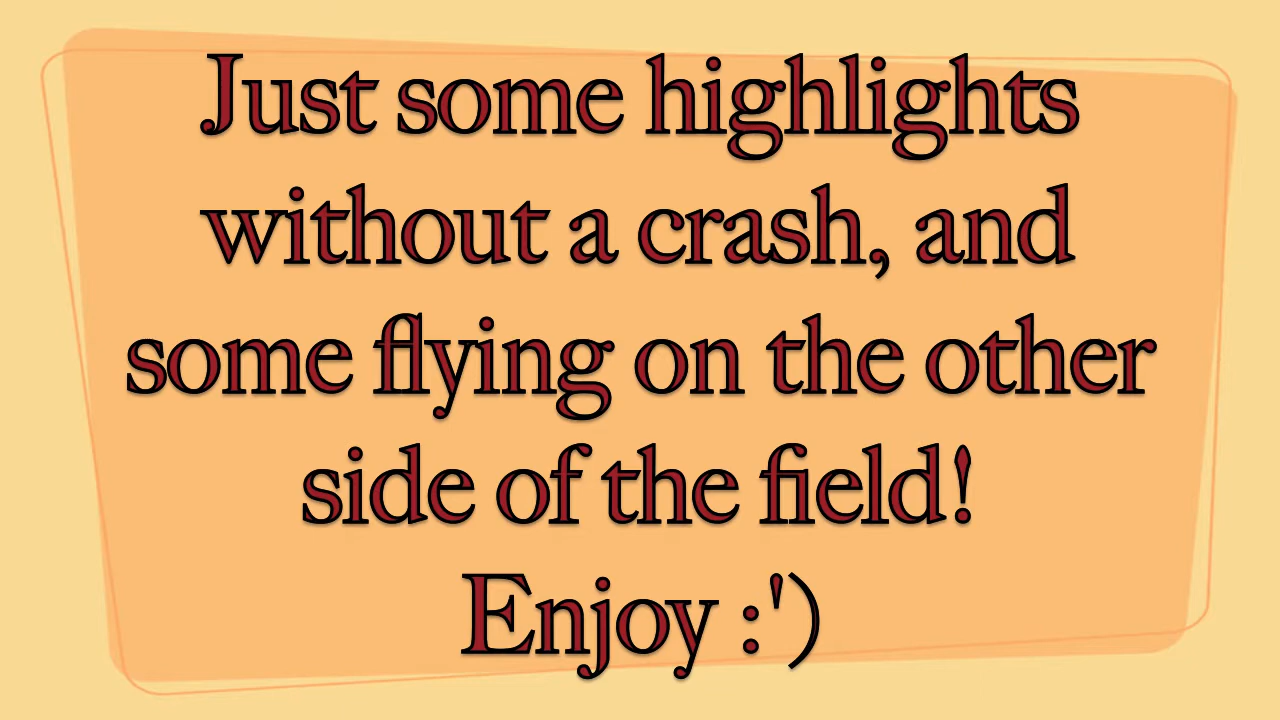 Just some highlights
without a crash, and
some flying on the other
side of the field!
Enjoy :')